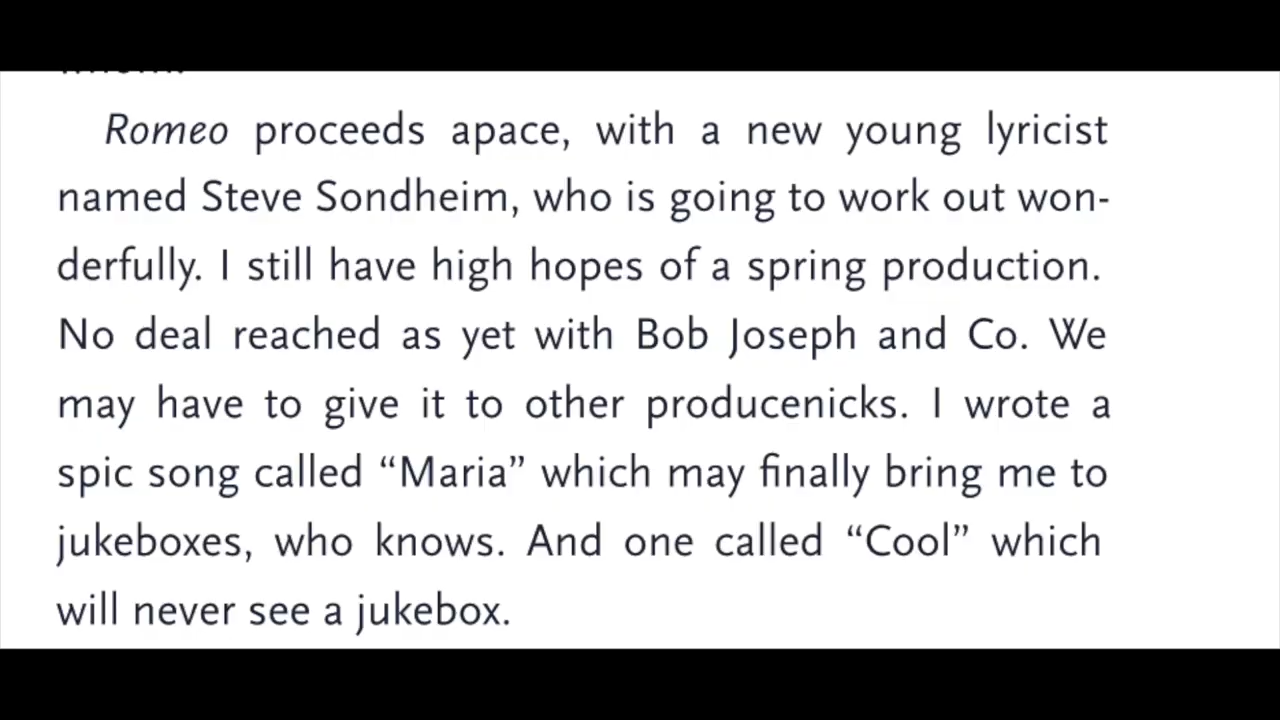 Romeo proceeds apace, with a new young lyricist
named Steve Sondheim, who is going to work out won-
derfully. I still have high hopes of a spring production.
No deal reached as yet with Bob Joseph and Co. We
may have to give it to other producenicks. I wrote a
spic song called “Maria” which may finally bring me to
jukeboxes, who knows. And one called “Cool” which
will never see a jukebox.